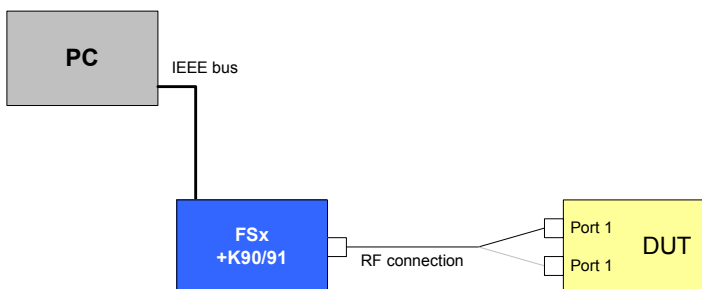 PC
IEEE bus
FSx
+K90/91
RF connection
Port 1
DUT
Port 1